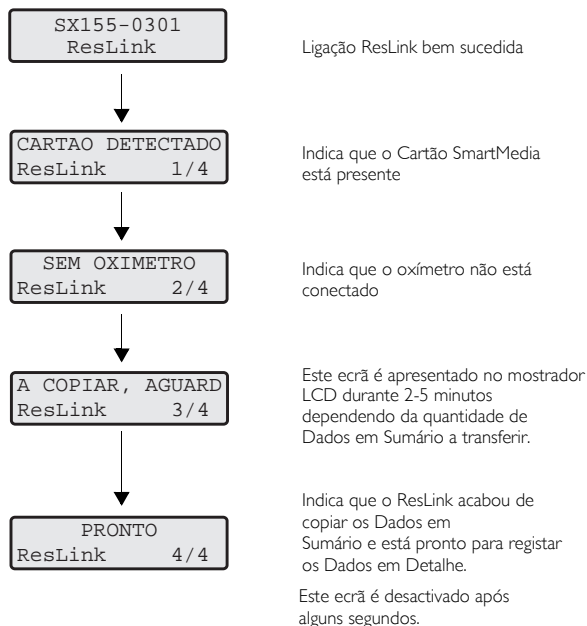 SX155-0301
ResLink
Ligação ResLink bem sucedida
CARTAO DETECTADO
ResLink 1/4
Indica que o Cartão SmartMedia
está presente
SEM OXIMETRO
ResLink 2/4
Indica que o oxímetro não está
conectado
A COPIAR, AGUARD
ResLink 3/4
Este ecrã é apresentado no mostrador
LCD durante 2-5 minutos
dependendo da quantidade de
Dados em Sumário a transferir.
PRONTO
ResLink 4/4
Indica que o ResLink acabou de
copiar os Dados em
Sumário e está pronto para registar
os Dados em Detalhe.
Este ecrã é desactivado após
alguns segundos.